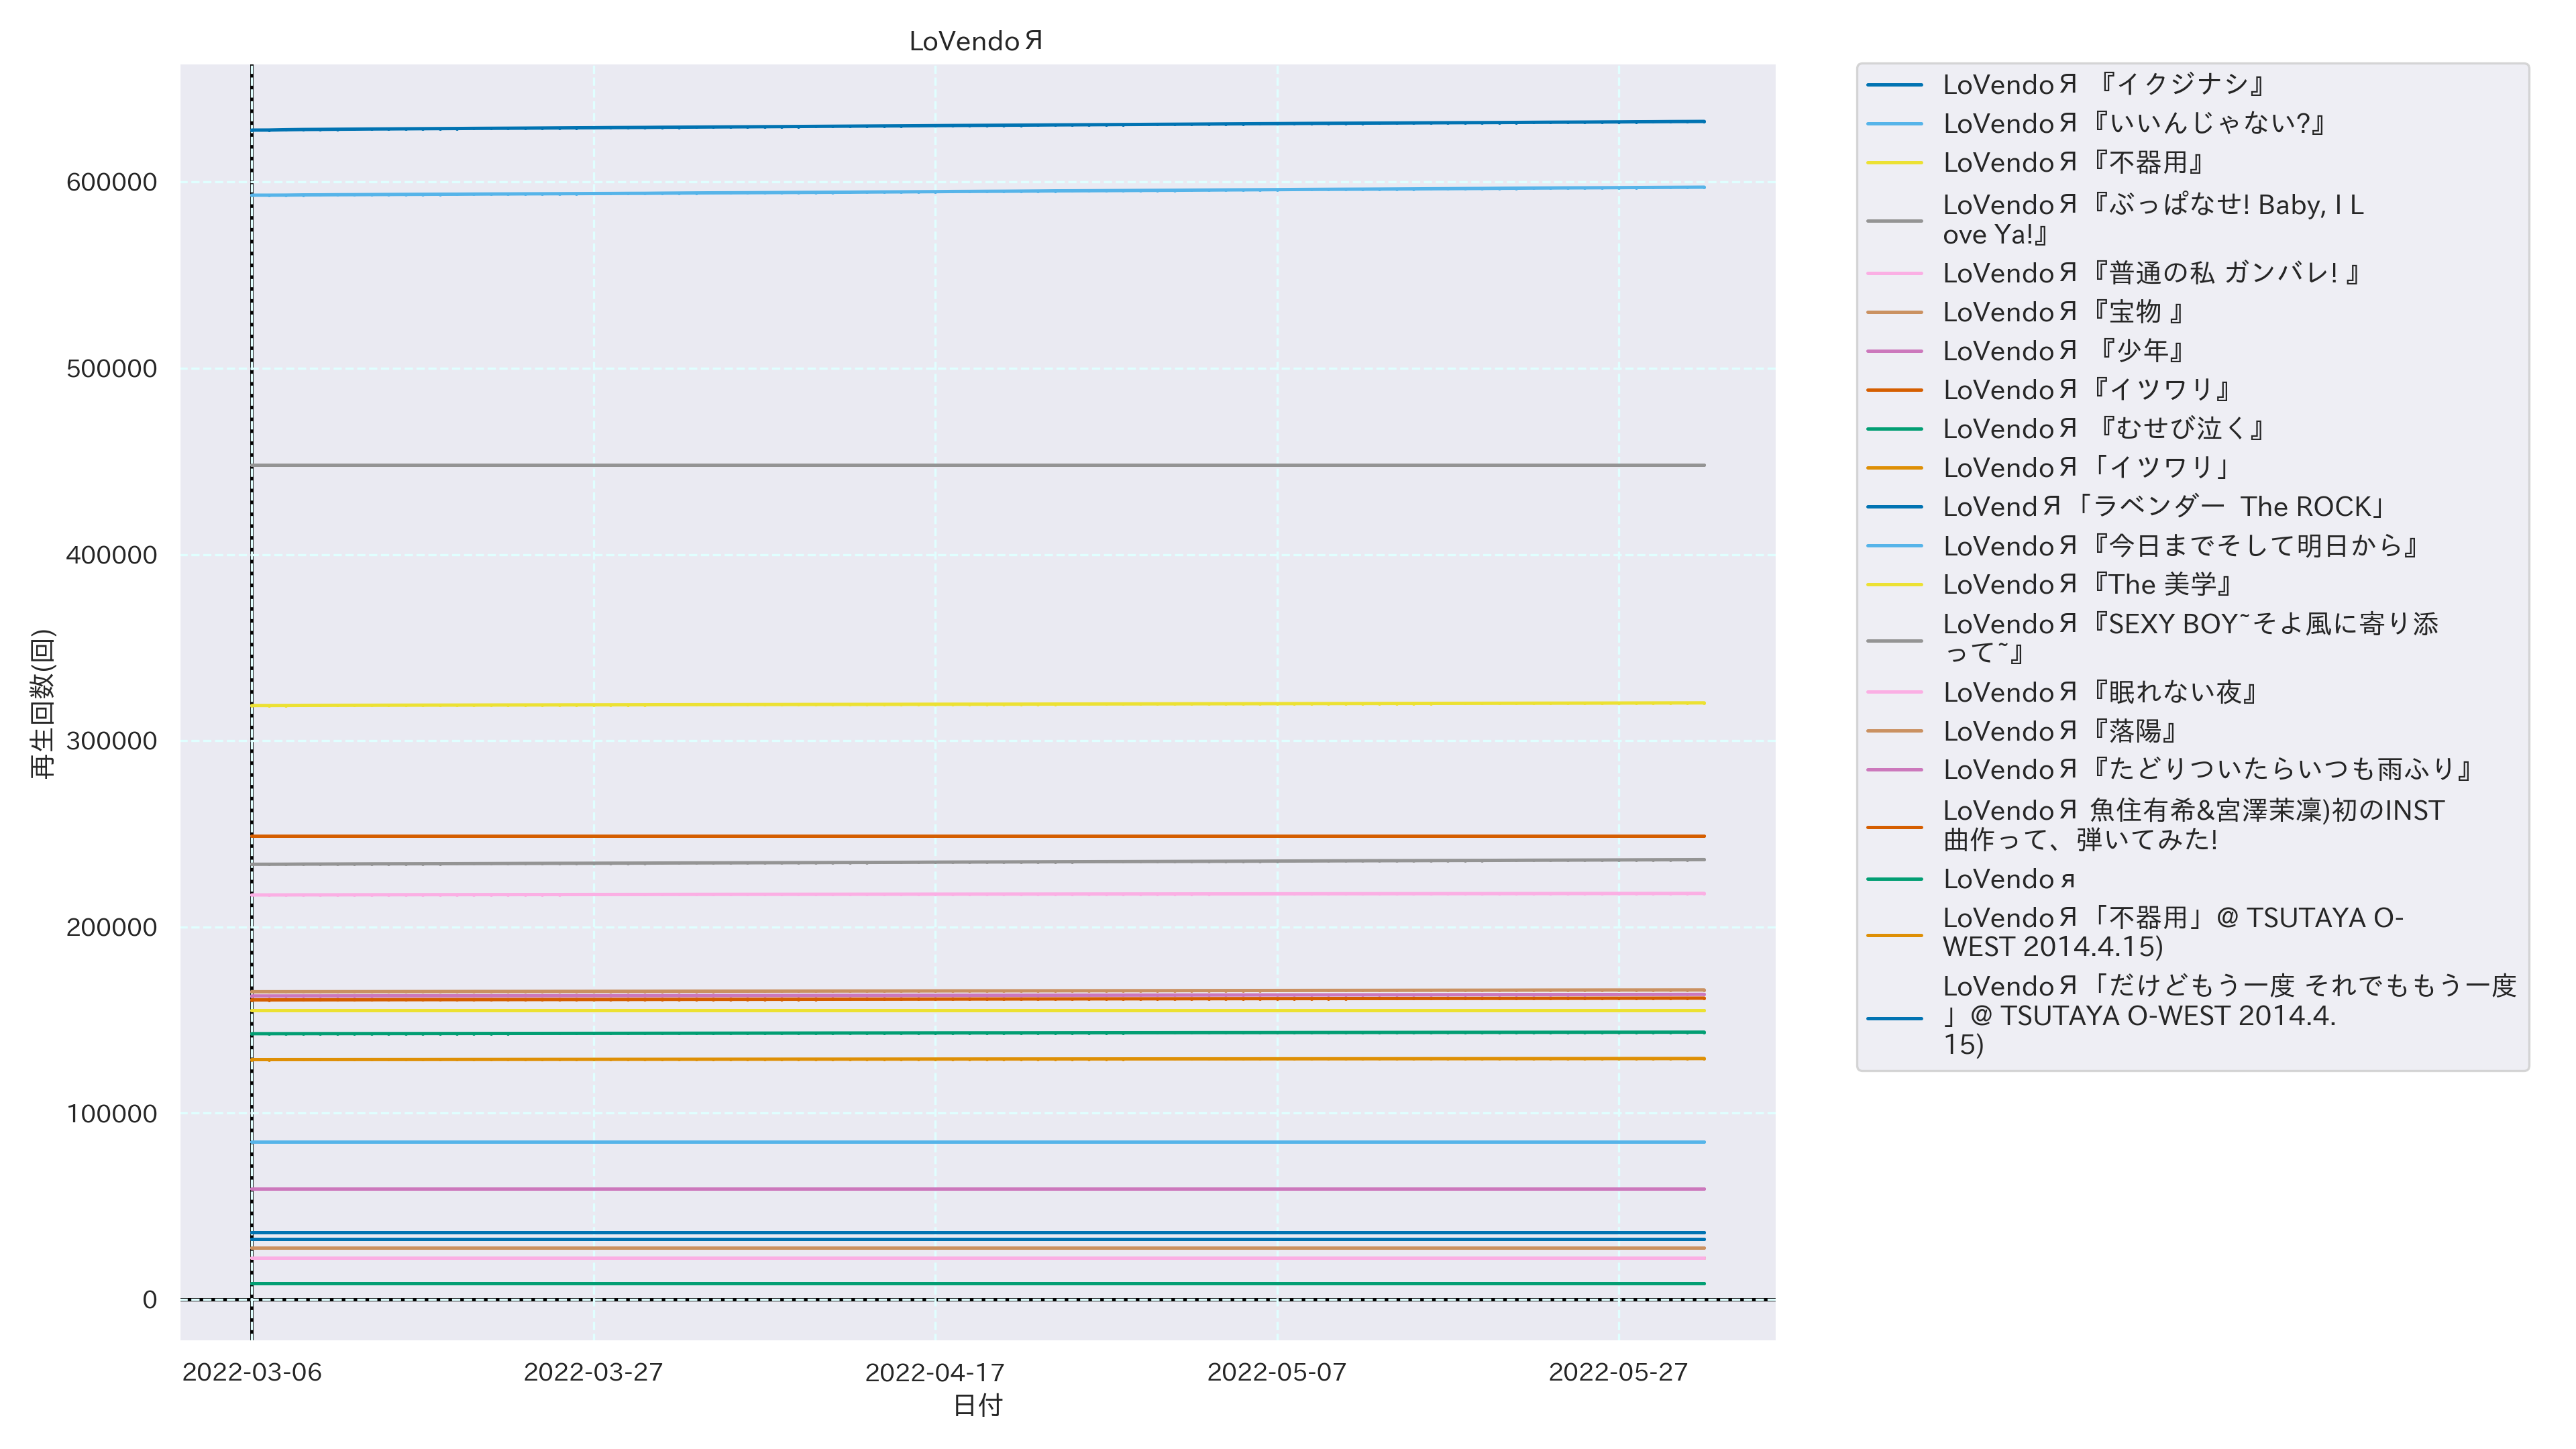 LoVendoЯ
600000
500000
400000
300000
200000
100000
0
再生回数(回)
2022-03-06
2022-03-27
2022-04-17
2022-05-07
2022-05-27
日付
LoVendoЯ 『イクジナシ』
LoVendoЯ『いいんじゃない?』
LoVendoЯ『不器用』
LoVendoЯ『ぶっぱなせ! Baby, I L
ove Ya!』
LoVendoЯ『普通の私 ガンバレ! 』
LoVendoЯ『宝物 』
LoVendoЯ 『少年』
LoVendoЯ『イツワリ』
LoVendoЯ 『むせび泣く』
LoVendoЯ「イツワリ」
LoVendЯ「ラベンダー The ROCK」
LoVendoЯ『今日までそして明日から』
LoVendoЯ『The 美学』
LoVendoЯ『SEXY BOY~そよ風に寄り添
って~』
LoVendoЯ『眠れない夜』
LoVendoЯ『落陽』
LoVendoЯ『たどりついたらいつも雨ふり』
LoVendoЯ 魚住有希&宮澤茉凜)初のINST
曲作って、弾いてみた!
LoVendoя
LoVendoЯ「不器用」@ TSUTAYA O-
WEST 2014.4.15)
LoVendoЯ「だけどもう一度 それでももう一度
」@ TSUTAYA O-WEST 2014.4.
15)